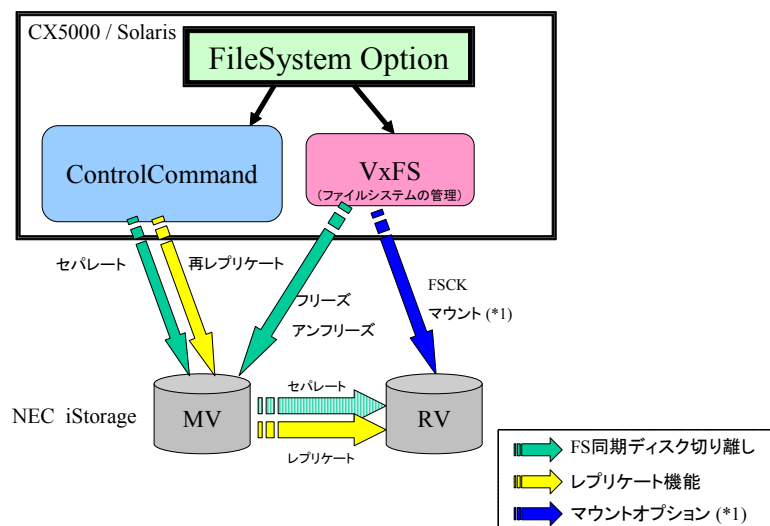 CX5000 / Solaris
FileSystem Option
ControlCommand
VxFS
(ファイルシステムの管理)
セパレート
再レプリケート
フリーズ
アンフリーズ
FSCK
マウント (*1)
NEC iStorage
MV
セパレート
レプリケート
RV
FS同期ディスク切り離し
レプリケート機能
マウントオプション (*1)